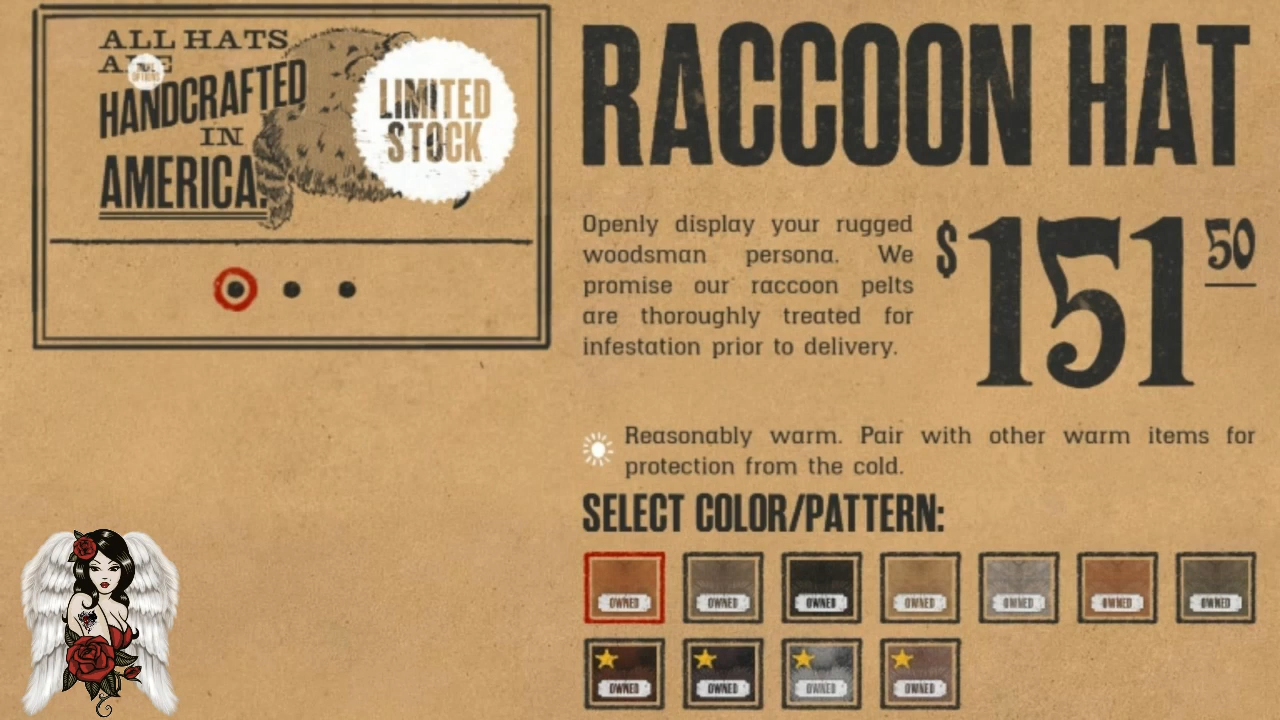 ALL HATS
ARE
HANDCRAFTED
IN
AMERICA.
LIMITED
STOCK
RACCOON HAT
Openly display your rugged
woodsman persona. We
promise our raccoon pelts
are thoroughly treated for
infestation prior to delivery.
$151 50
Reasonably warm. Pair with other warm items for
protection from the cold.
SELECT COLOR/PATTERN:
OWNED OWNED OWNED OWNED OWNED OWNED OWNED
OWNED OWNED OWNED OWNED